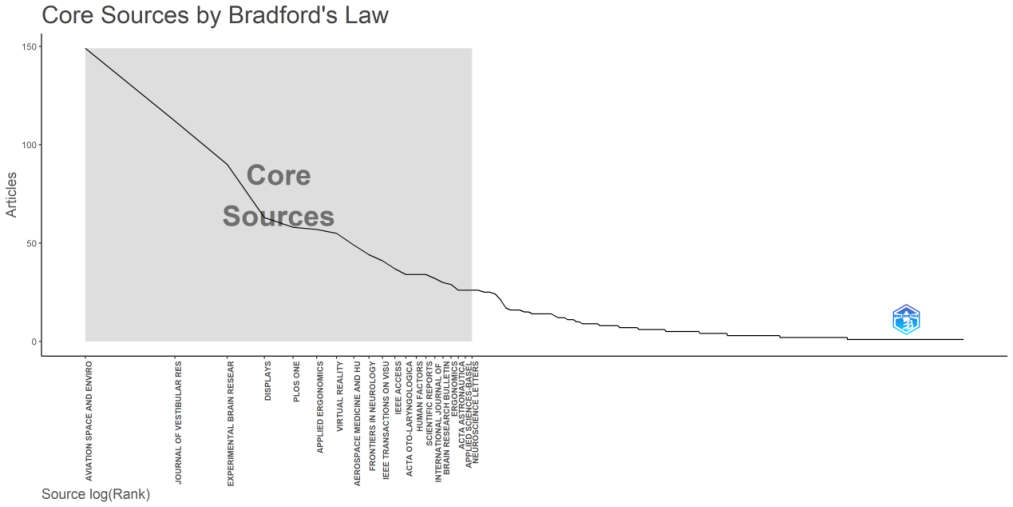 Core Sources by Bradford's Law
150
100
50
0
Articles
Core
Sources
AVIATION SPACE AND ENVIRO
JOURNAL OF VESTIBULAR RES
EXPERIMENTAL BRAIN RESEAR
DISPLAYS
PLOS ONE
APPLIED ERGONOMICS
VIRTUAL REALITY
AEROSPACE MEDICINE AND HU
FRONTIERS IN NEUROLOGY
IEEE TRANSACTIONS ON VISU
IEEE ACCESS
ACTA OTO-LARYNGOLOGICA
HUMAN FACTORS
SCIENTIFIC REPORTS
INTERNATIONAL JOURNAL OF
BRAIN RESEARCH BULLETIN
ERGONOMICS
ACTA ASTRONAUTICA
APPLIED SCIENCES-BASEL
NEUROSCIENCE LETTERS
Source log(Rank)